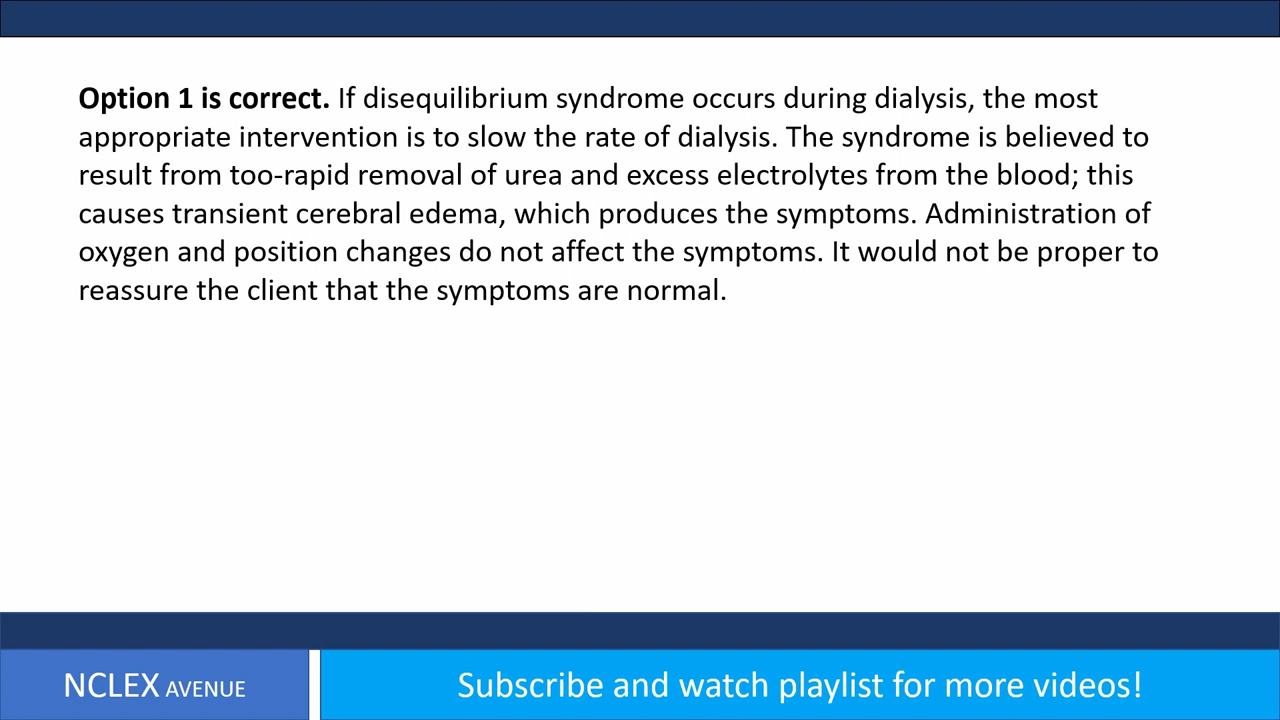 Option 1 is correct. If disequilibrium syndrome occurs during dialysis, the most
appropriate intervention is to slow the rate of dialysis. The syndrome is believed to
result from too-rapid removal of urea and excess electrolytes from the blood; this
causes transient cerebral edema, which produces the symptoms. Administration of
oxygen and position changes do not affect the symptoms. It would not be proper to
reassure the client that the symptoms are normal.
NCLEX AVENUE
Subscribe and watch playlist for more videos!